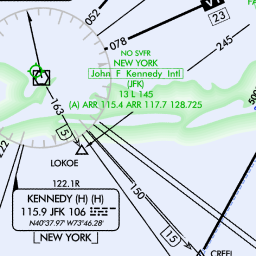 052
23
078
NO SVFR
NEW YORK
John F Kennedy Intl
(JFK)
13 L 145
(A) ARR 15.4 ARR 117.7 128.725
245
163
5
LOKOE
122.1R
KENNEDY (H) (H)
115.9 JFK 106
N40°37.97' W73°46.28'
NEW YORK
222
150
15
CREEL